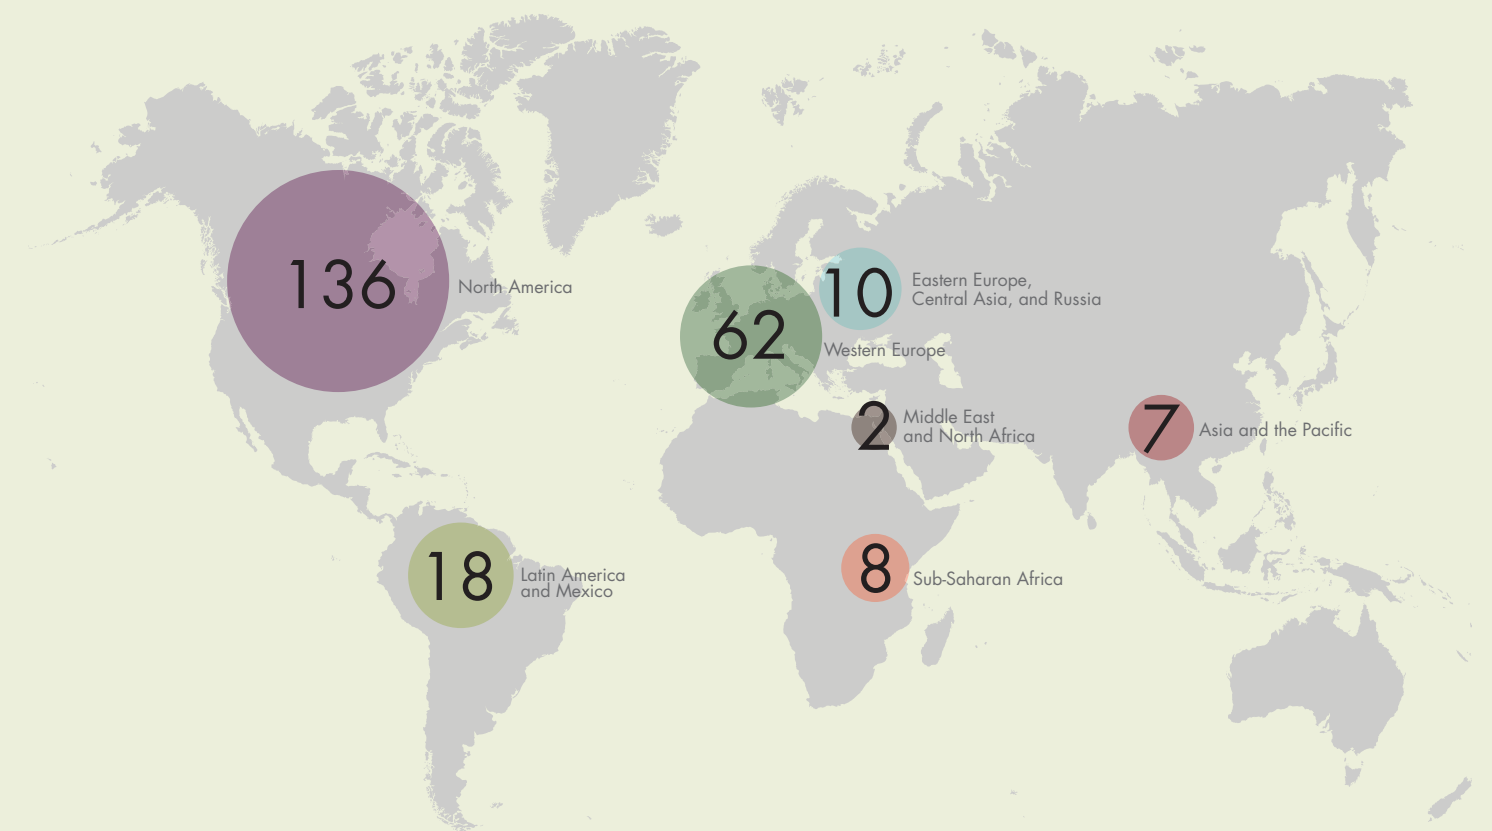 136
North America
10
Eastern Europe,
Central Asia, and Russia
62
Western Europe
2
Middle East
and North Africa
7
Asia and the Pacific
18
Latin America
and Mexico
8
Sub-Saharan Africa